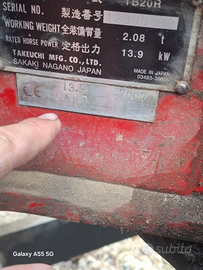 TB20R
製造番号
WORKING WEIGHT 全装備質量 2.08 t
RATED HORSE POWER 定格出力 13.9 kW
TAKEUCHI MFG. CO., LTD.
SAKAKI NAGANO JAPAN
MADE IN JAPAN
CE
Galaxy A55 5G
subito